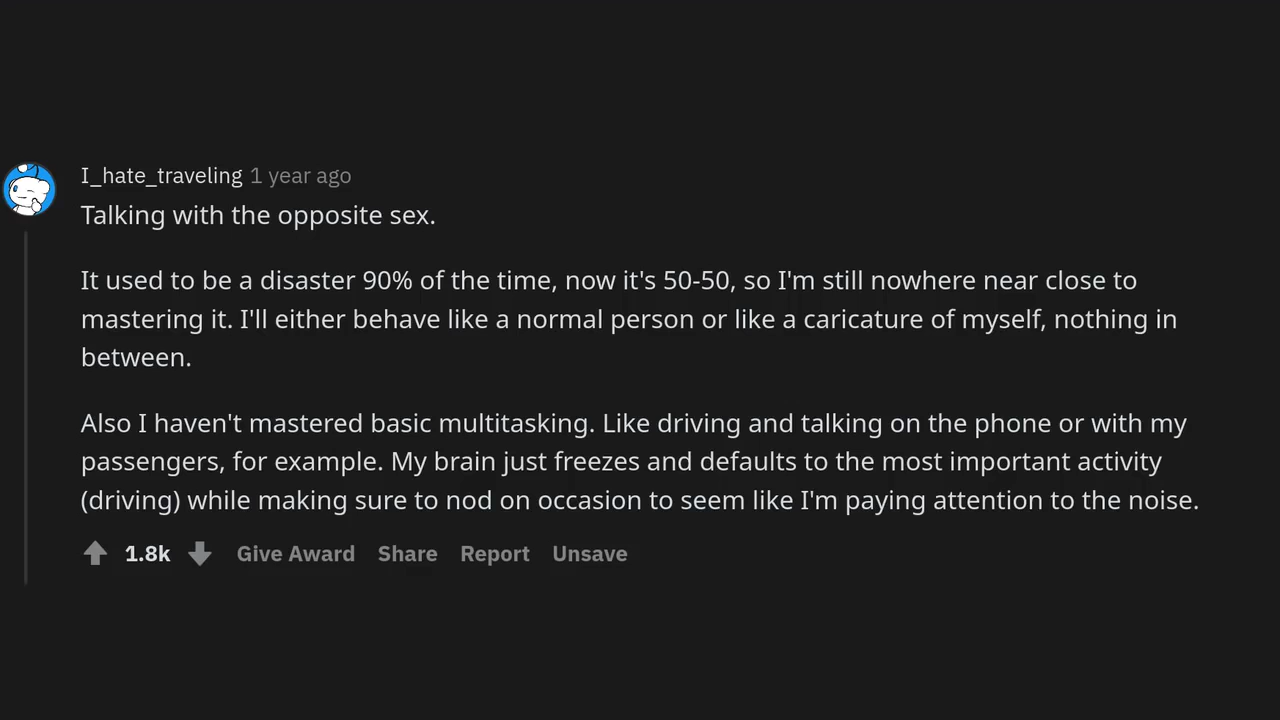 I_hate_traveling 1 year ago
Talking with the opposite sex.
It used to be a disaster 90% of the time, now it's 50-50, so I'm still nowhere near close to
mastering it. I'll either behave like a normal person or like a caricature of myself, nothing in
between.
Also I haven't mastered basic multitasking. Like driving and talking on the phone or with my
passengers, for example. My brain just freezes and defaults to the most important activity
(driving) while making sure to nod on occasion to seem like I'm paying attention to the noise.
1.8k Give Award Share Report Unsave